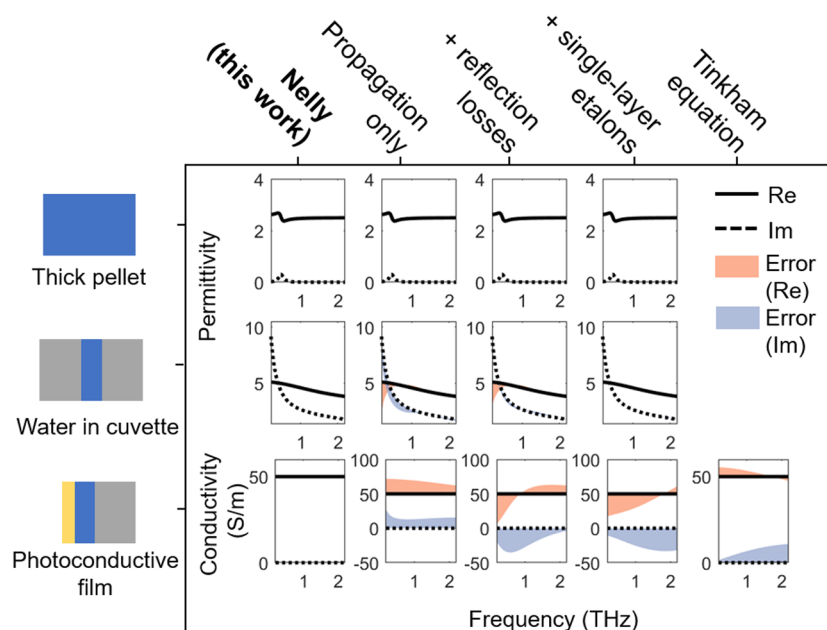 Nelly
(this work)
Propagation
only
+ reflection
losses
+ single-layer
etalons
Tinkham
equation
Thick pellet
Water in cuvette
Photoconductive
film
Permittivity
Conductivity
(S/m)
4
2
0
1 2
4
2
0
1 2
4
2
0
1 2
4
2
0
1 2
Re
Im
Error
(Re)
Error
(Im)
10
5
1 2
10
5
1 2
10
5
1 2
10
5
1 2
50
0
1 2
100
50
0
-50
1 2
100
50
0
-50
1 2
100
50
0
-50
1 2
50
0
1 2
Frequency (THz)